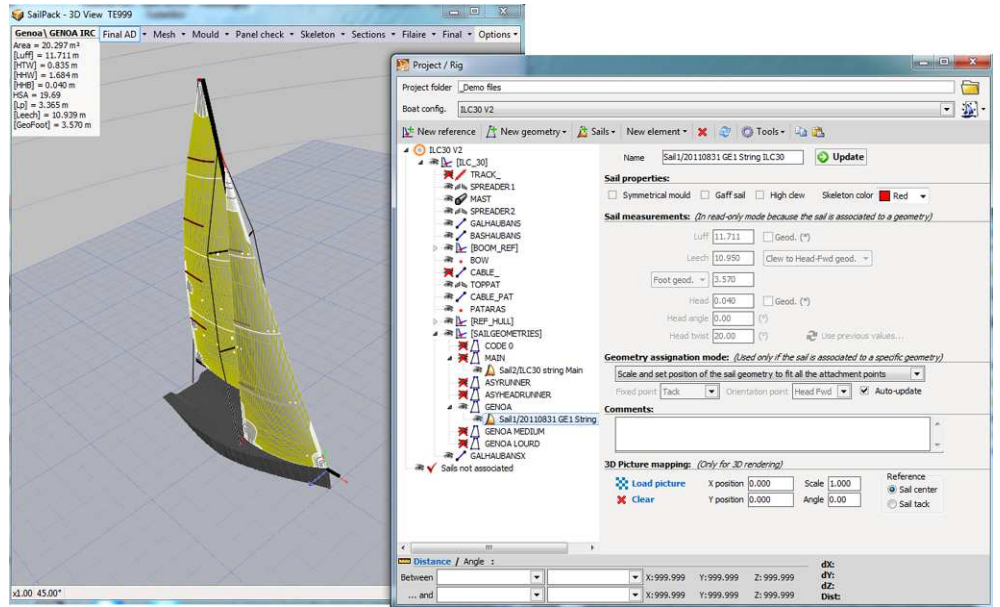 SailPack - 3D View TE999
Genoa\ GENOA IRC Final AD Mesh Mould Panel check Skeleton Sections Filaire Final Options
Area = 20.297 m²
[Luff] = 11.711 m
[HTW] = 0.835 m
[HHW] = 1.684 m
[HHB] = 0.040 m
HSA = 19.69
[Lp] = 3.365 m
[Leech] = 10.939 m
[GeoFoot] = 3.570 m
x1.00 45.00°
Project / Rig
Project folder _Demo files
Boat config. ILC30 V2
New reference New geometry Sails New element Tools
ILC30 V2
[ILC_30]
TRACK_
SPREADER1
MAST
SPREADER2
GALHAUBANS
BASHAUBANS
[BOOM_REF]
BOW
CABLE_
TOPPAT
CABLE_PAT
PATARAS
[REF_HULL]
[SAILGEOMETRIES]
CODE 0
MAIN
Sail2/ILC30 string Main
ASYRUNNER
ASYHEADRUNNER
GENOA
Sail1/20110831 GE1 String
GENOA MEDIUM
GENOA LOURD
GALHAUBANSX
Sails not associated
Name Sail1/20110831 GE1 String ILC30 Update
Sail properties:
Symmetrical mould Gaff sail High clew Skeleton color Red
Sail measurements: (In read-only mode because the sail is associated to a geometry)
Luff 11.711 Geod. (*)
Leech 10.950 Clew to Head-Fwd geod.
Foot geod. 3.570
Head 0.040 Geod. (*)
Head angle 0.00 (°)
Head twist 20.00 (°) Use previous values...
Geometry assignation mode: (Used only if the sail is associated to a specific geometry)
Scale and set position of the sail geometry to fit all the attachment points
Fixed point Tack Orientation point Head Fwd Auto-update
Comments:
3D Picture mapping: (Only for 3D rendering)
Load picture X position 0.000 Scale 1.000
Clear Y position 0.000 Angle 0.00
Reference
Sail center
Sail tack
Distance / Angle :
Between X:999.999 Y:999.999 Z:999.999
... and X:999.999 Y:999.999 Z:999.999
dX:
dY:
dZ:
Dist: